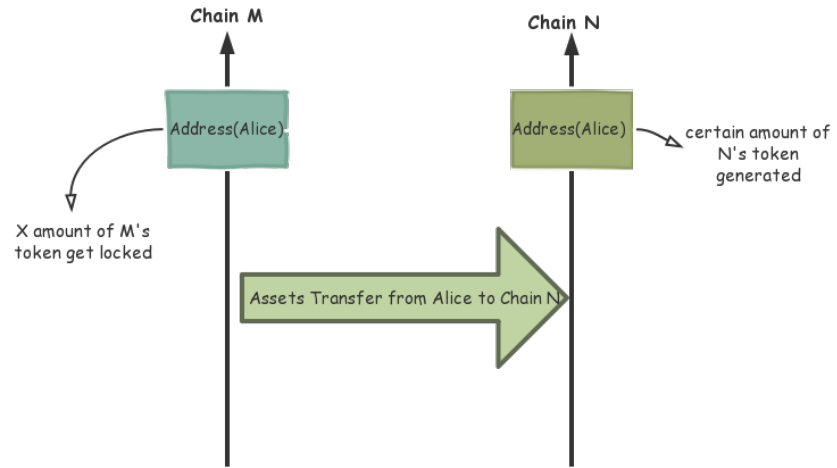 Chain M
Chain N
Address(Alice)
Address(Alice)
certain amount of
N's token
generated
X amount of M's
token get locked
Assets Transfer from Alice to Chain N